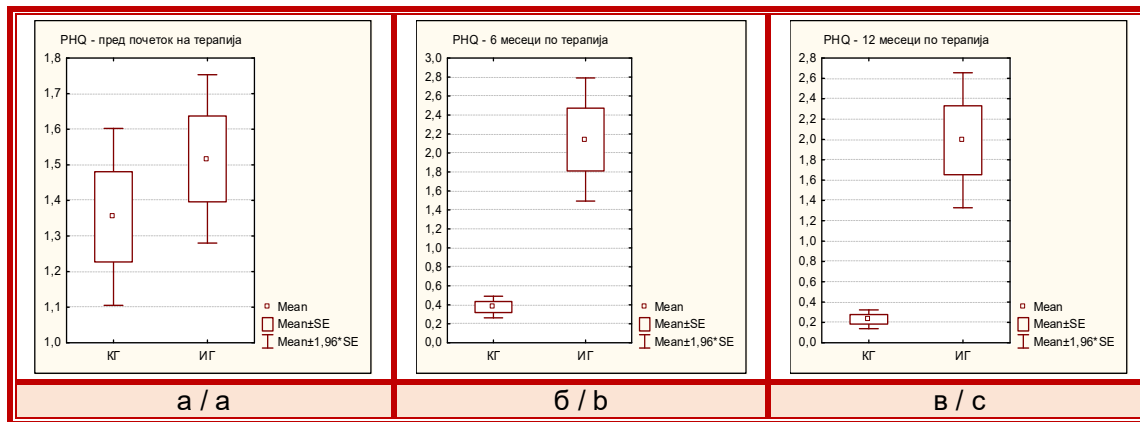 PHQ - пред почеток на терапија
1,8
1,7
1,6
1,5
1,4
1,3
1,2
1,1
1,0
КГ
ИГ
Mean
Mean±SE
Mean±1,96*SE
а / a
PHQ - 6 месеци по терапија
3,0
2,8
2,6
2,4
2,2
2,0
1,8
1,6
1,4
1,2
1,0
0,8
0,6
0,4
0,2
0,0
КГ
ИГ
Mean
Mean±SE
Mean±1,96*SE
б / b
PHQ - 12 месеци по терапија
2,8
2,6
2,4
2,2
2,0
1,8
1,6
1,4
1,2
1,0
0,8
0,6
0,4
0,2
0,0
КГ
ИГ
Mean
Mean±SE
Mean±1,96*SE
в / c